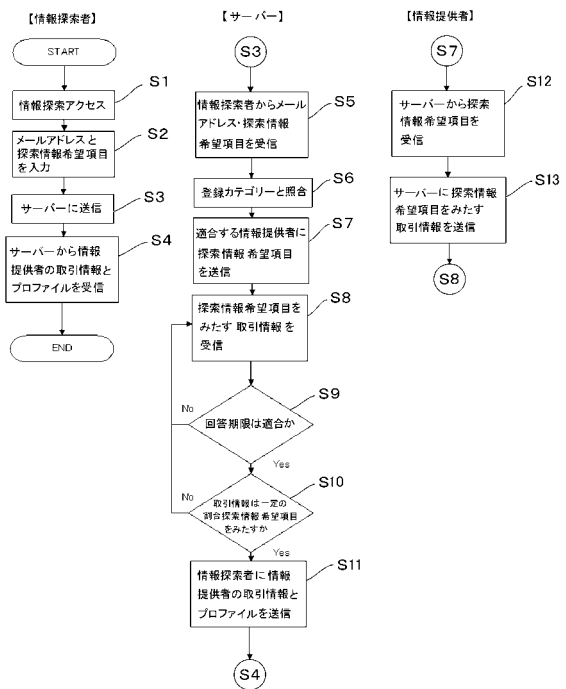 【情報探索者】
START
S1
情報探索アクセス
S2
メールアドレスと
探索情報希望項目
を入力
S3
サーバーに送信
S4
サーバーから情報
提供者の取引情報と
プロファイルを受信
END
【サーバー】
S3
S5
情報探索者からメール
アドレス・探索情報
希望項目を受信
S6
登録カテゴリーと照合
S7
適合する情報提供者に
探索情報希望項目
を送信
S8
探索情報希望項目を
みたす取引情報を
受信
S9
No
回答期限は適合か
Yes
S10
No
取引情報は一定の
割合探索情報希望項目
をみたすか
Yes
S11
情報探索者に情報
提供者の取引情報と
プロファイルを送信
S4
【情報提供者】
S7
S12
サーバーから探索
情報希望項目を
受信
S13
サーバーに探索情報
希望項目をみたす
取引情報を送信
S8